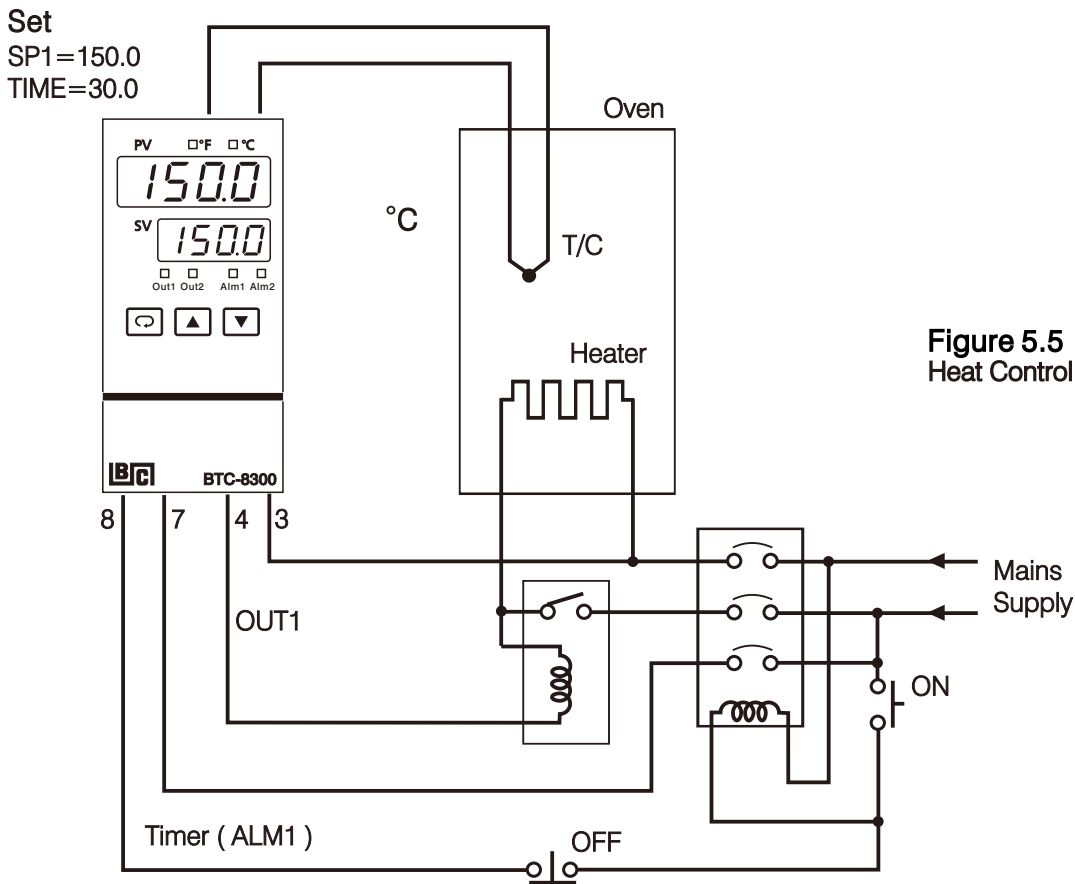 Set
SP1=150.0
TIME=30.0
Oven
PV °F °C
150.0
SV 150.0
Out1 Out2 Alm1 Alm2
°C
T/C
Heater
Figure 5.5
Heat Control
BC BTC-8300
8 7 4 3
Mains
Supply
OUT1
ON
Timer ( ALM1 )
OFF